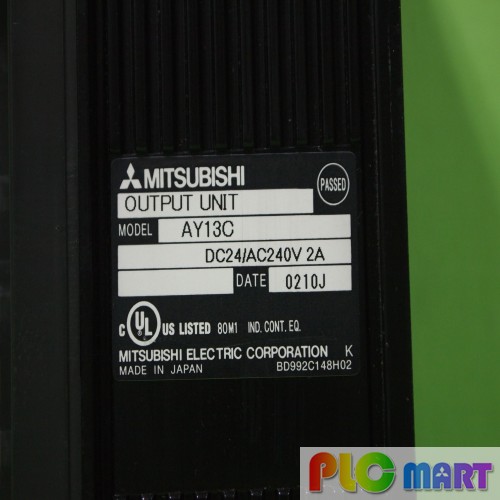 MITSUBISHI
PASSED
OUTPUT UNIT
MODEL AY13C
DC24/AC240V 2A
DATE 0210J
C UL US LISTED 80M1 IND. CONT. EQ.
MITSUBISHI ELECTRIC CORPORATION K
MADE IN JAPAN BD992C148H02
PLC MART